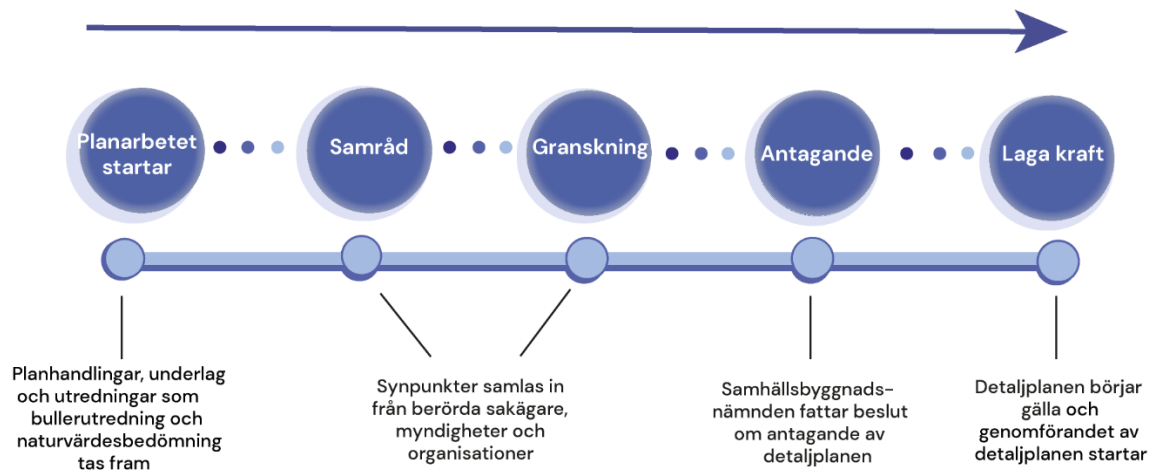 Planarbetet
startar
Samråd
Granskning
Antagande
Laga kraft
Planhandlingar, underlag
och utredningar som
bullerutredning och
naturvärdesbedömning
tas fram
Synpunkter samlas in
från berörda sakägare,
myndigheter och
organisationer
Samhällsbyggnads-
nämnden fattar beslut
om antagande av
detaljplanen
Detaljplanen börjar
gälla och
genomförandet av
detaljplanen startar